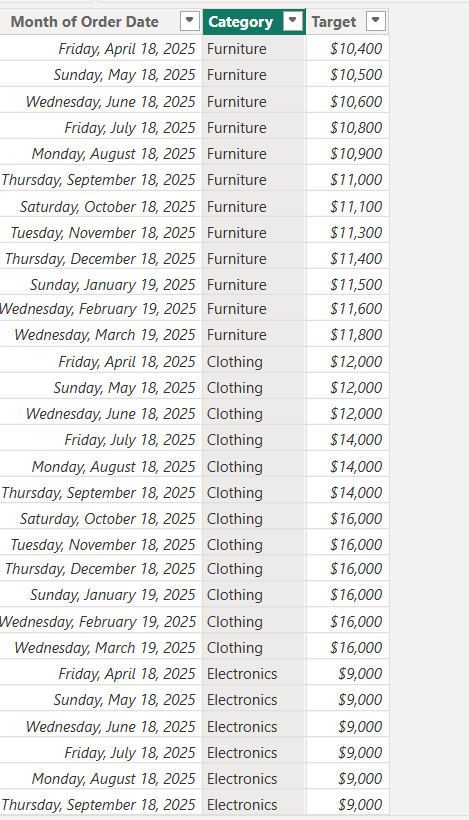 Month of Order Date Category Target
Friday, April 18, 2025 Furniture $10,400
Sunday, May 18, 2025 Furniture $10,500
Wednesday, June 18, 2025 Furniture $10,600
Friday, July 18, 2025 Furniture $10,800
Monday, August 18, 2025 Furniture $10,900
Thursday, September 18, 2025 Furniture $11,000
Saturday, October 18, 2025 Furniture $11,100
Tuesday, November 18, 2025 Furniture $11,300
Thursday, December 18, 2025 Furniture $11,400
Sunday, January 19, 2025 Furniture $11,500
Wednesday, February 19, 2025 Furniture $11,600
Wednesday, March 19, 2025 Furniture $11,800
Friday, April 18, 2025 Clothing $12,000
Sunday, May 18, 2025 Clothing $12,000
Wednesday, June 18, 2025 Clothing $12,000
Friday, July 18, 2025 Clothing $14,000
Monday, August 18, 2025 Clothing $14,000
Thursday, September 18, 2025 Clothing $14,000
Saturday, October 18, 2025 Clothing $16,000
Tuesday, November 18, 2025 Clothing $16,000
Thursday, December 18, 2025 Clothing $16,000
Sunday, January 19, 2025 Clothing $16,000
Wednesday, February 19, 2025 Clothing $16,000
Wednesday, March 19, 2025 Clothing $16,000
Friday, April 18, 2025 Electronics $9,000
Sunday, May 18, 2025 Electronics $9,000
Wednesday, June 18, 2025 Electronics $9,000
Friday, July 18, 2025 Electronics $9,000
Monday, August 18, 2025 Electronics $9,000
Thursday, September 18, 2025 Electronics $9,000